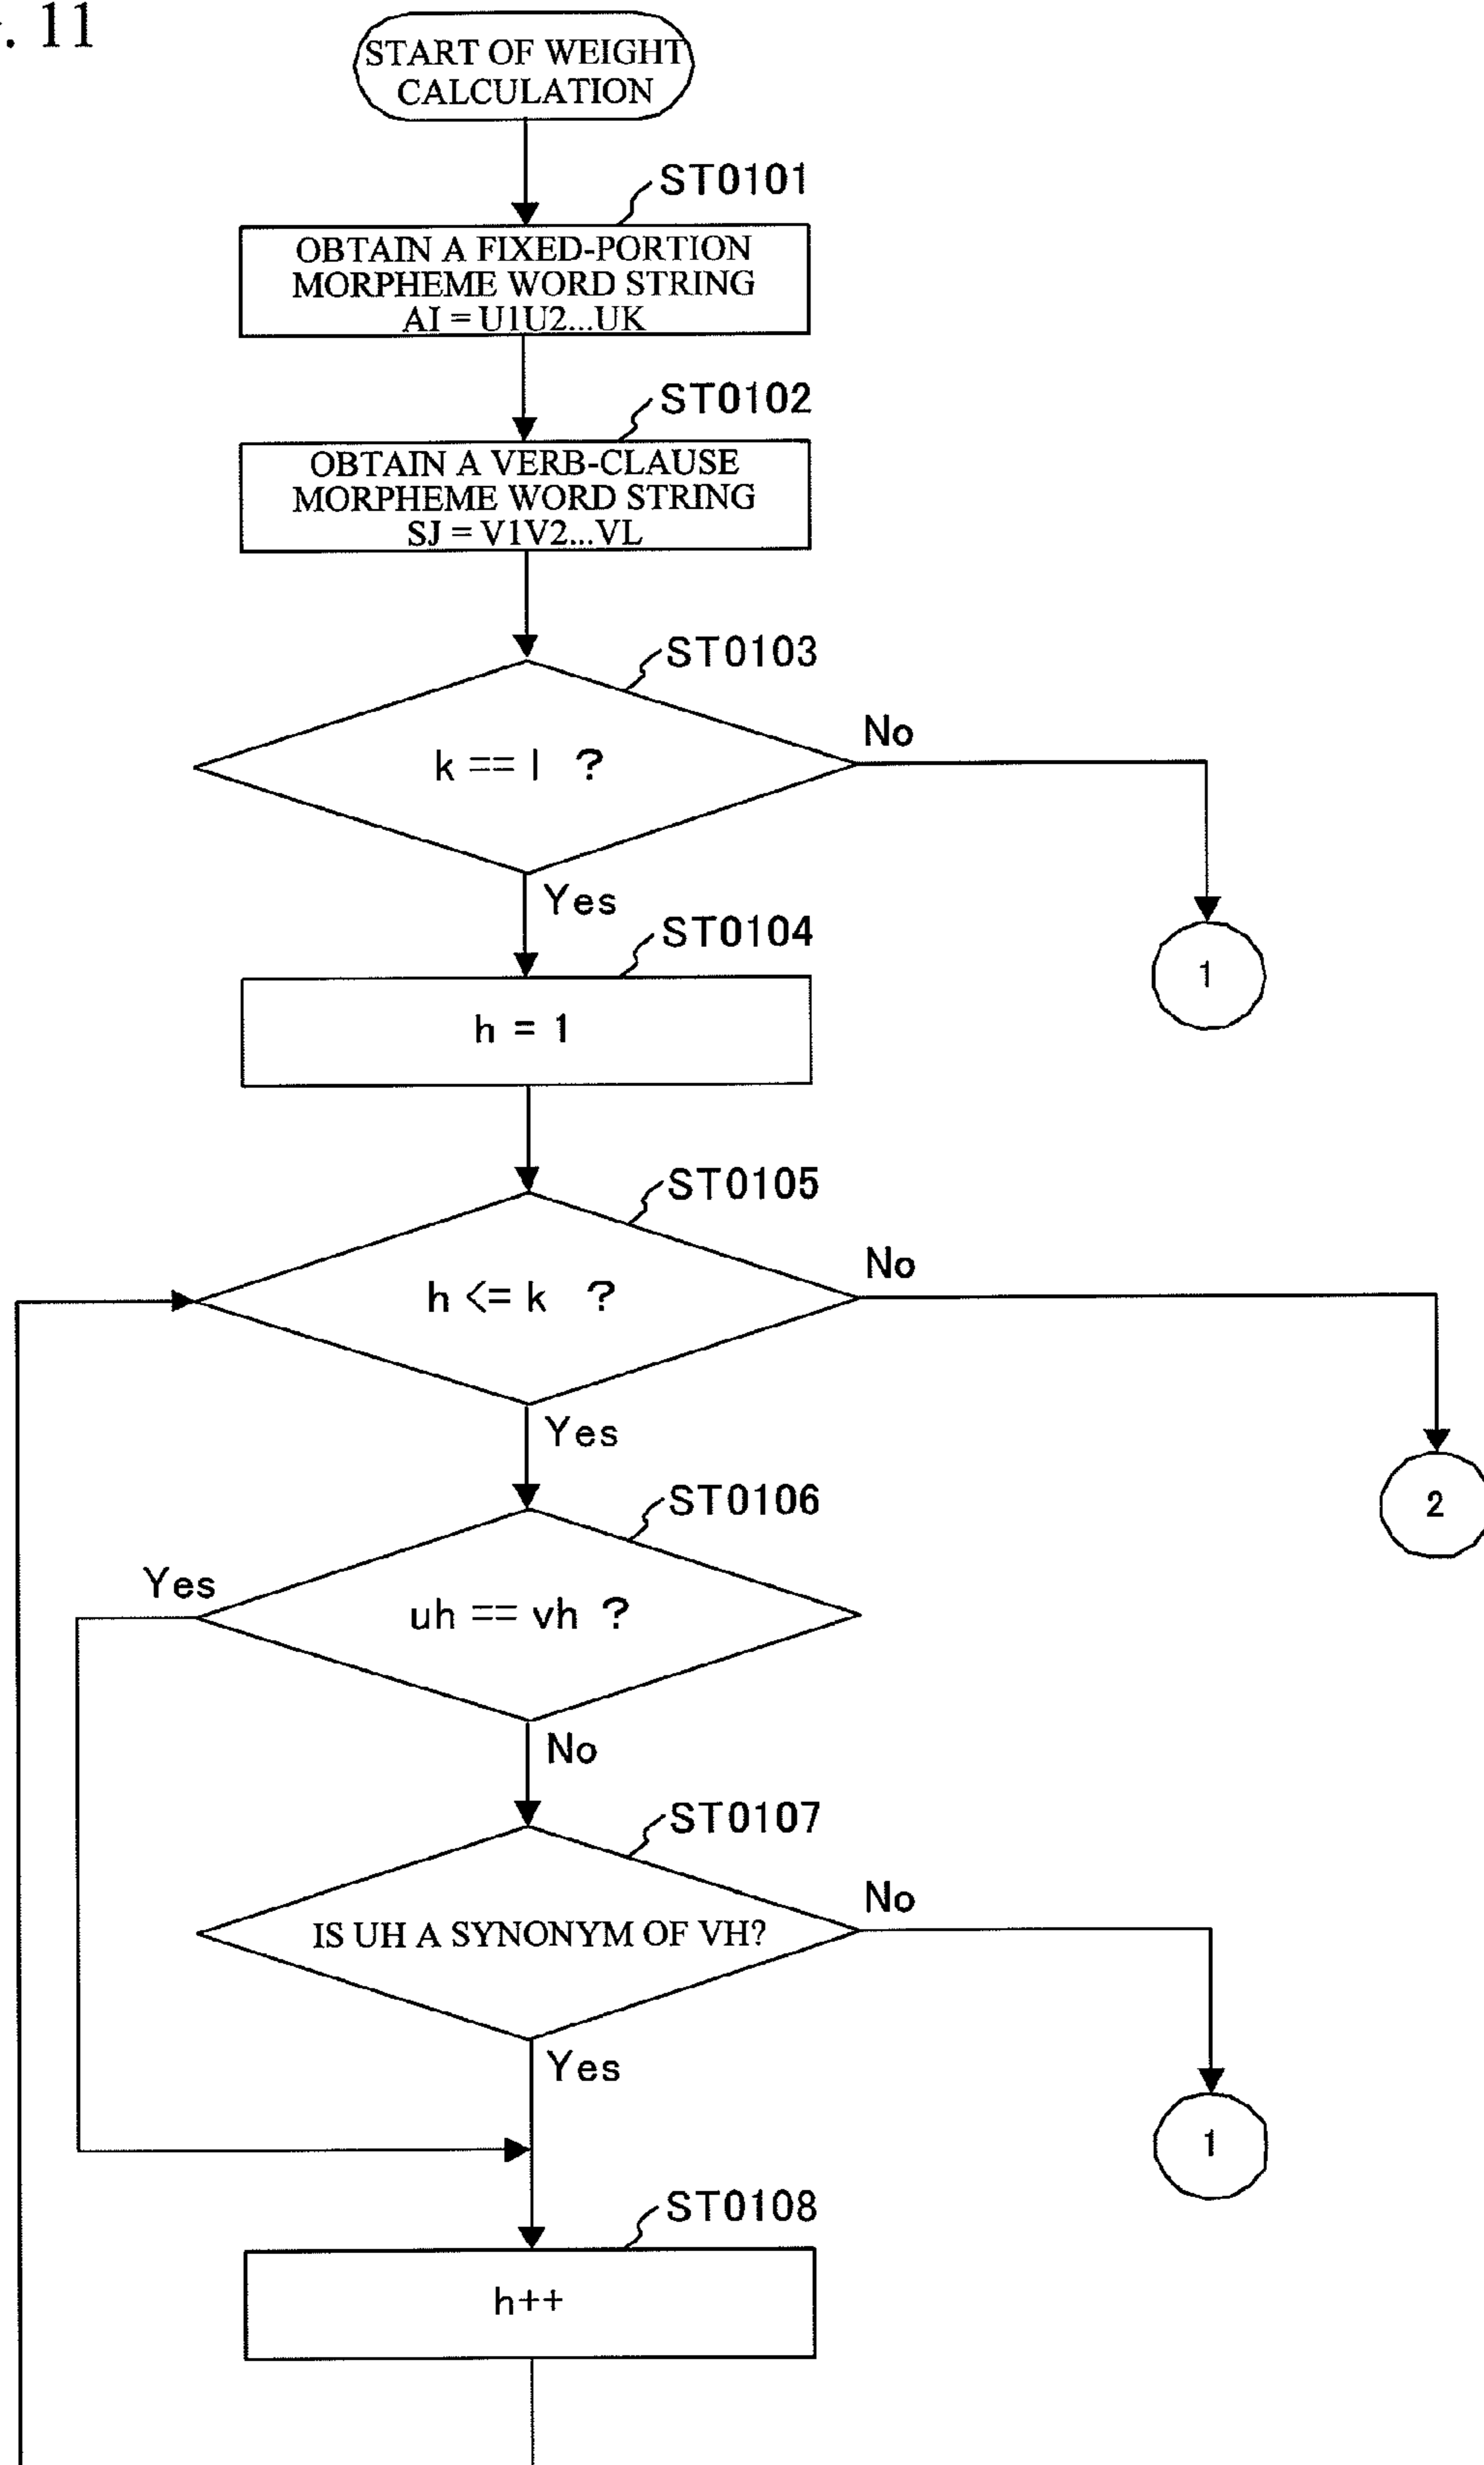 . 11
START OF WEIGHT
CALCULATION
ST0101
OBTAIN A FIXED-PORTION
MORPHEME WORD STRING
AI = U1U2...UK
ST0102
OBTAIN A VERB-CLAUSE
MORPHEME WORD STRING
SJ = V1V2...VL
ST0103
k == l ?
No
Yes
1
ST0104
h = 1
ST0105
h <= k ?
No
Yes
2
ST0106
Yes
uh == vh ?
No
ST0107
IS UH A SYNONYM OF VH?
No
Yes
1
ST0108
h++